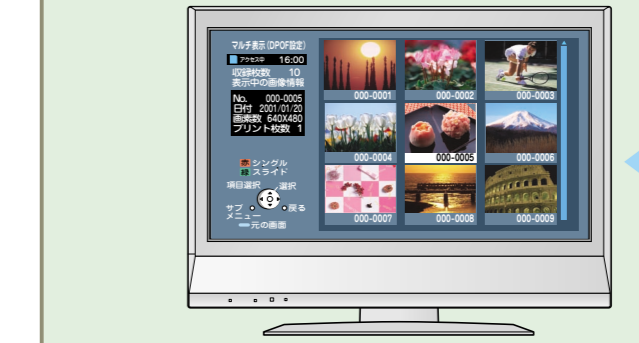 マルチ表示(DPOF設定)
アクセス中 16:00
収録枚数 10
表示中の画像情報
No. 000-0005
日付 2001/01/20
画素数 640X480
プリント枚数 1
赤 シングル
緑 スライド
項目選択 選択
サブメニュー 戻る
元の画面
000-0001 000-0002 000-0003
000-0004 000-0005 000-0006
000-0007 000-0008 000-0009